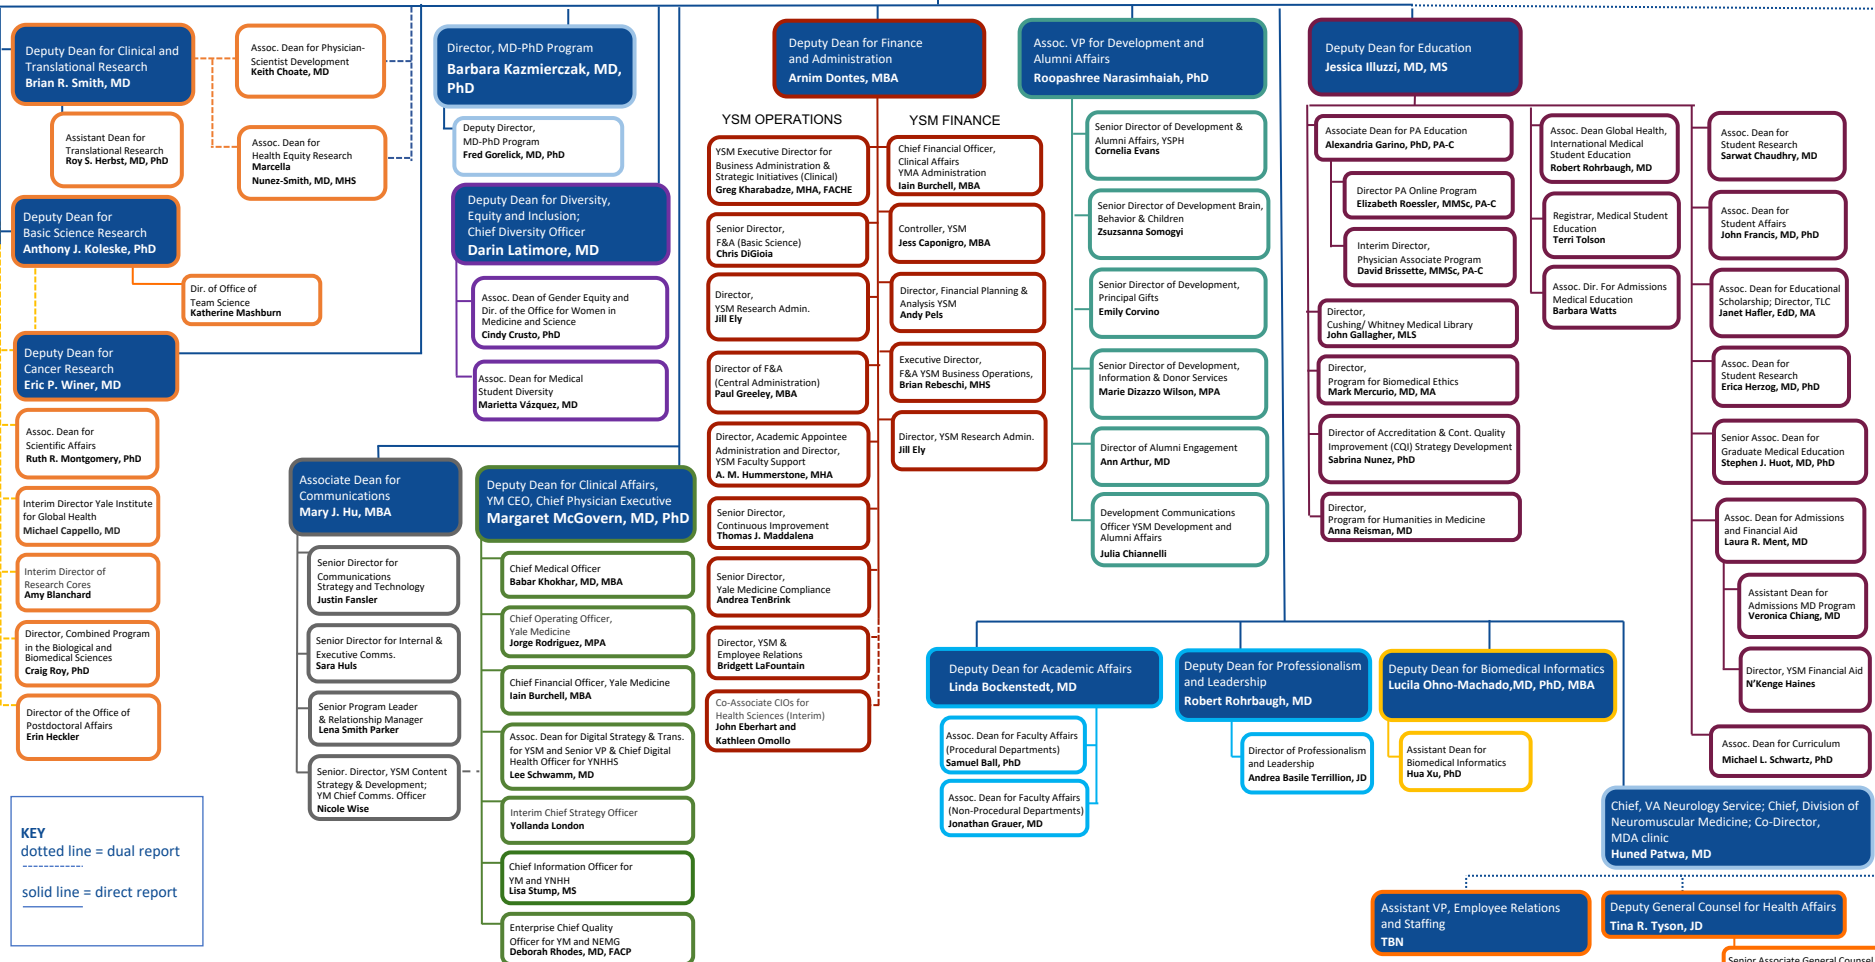 Deputy Dean for Clinical and
Translational Research
Brian R. Smith, MD
Assoc. Dean for Physician-
Scientist Development
Keith Choate, MD
Assistant Dean for
Translational Research
Roy S. Herbst, MD, PhD
Assoc. Dean for
Health Equity Research
Marcella
Nunez-Smith, MD, MHS
Deputy Dean for
Basic Science Research
Anthony J. Koleske, PhD
Dir. of Office of
Team Science
Katherine Mashburn
Deputy Dean for
Cancer Research
Eric P. Winer, MD
Assoc. Dean for
Scientific Affairs
Ruth R. Montgomery, PhD
Interim Director Yale Institute
for Global Health
Michael Cappello, MD
Interim Director of
Research Cores
Amy Blanchard
Director, Combined Program
in the Biological and
Biomedical Sciences
Craig Roy, PhD
Director of the Office of
Postdoctoral Affairs
Erin Heckler
KEY
dotted line = dual report
solid line = direct report
Director, MD-PhD Program
Barbara Kazmierczak, MD,
PhD
Deputy Director,
MD-PhD Program
Fred Gorelick, MD, PhD
Deputy Dean for Diversity,
Equity and Inclusion;
Chief Diversity Officer
Darin Latimore, MD
Assoc. Dean of Gender Equity and
Dir. of the Office for Women in
Medicine and Science
Cindy Crusto, PhD
Assoc. Dean for Medical
Student Diversity
Marietta Vázquez, MD
Associate Dean for
Communications
Mary J. Hu, MBA
Senior Director for
Communications
Strategy and Technology
Justin Fansler
Senior Director for Internal &
Executive Comms.
Sara Huls
Senior Program Leader
& Relationship Manager
Lena Smith Parker
Senior. Director, YSM Content
Strategy & Development;
YM Chief Comms. Officer
Nicole Wise
Deputy Dean for Clinical Affairs,
YM CEO, Chief Physician Executive
Margaret McGovern, MD, PhD
Chief Medical Officer
Babar Khokhar, MD, MBA
Chief Operating Officer,
Yale Medicine
Jorge Rodriguez, MPA
Chief Financial Officer, Yale Medicine
Iain Burchell, MBA
Assoc. Dean for Digital Strategy & Trans.
for YSM and Senior VP & Chief Digital
Health Officer for YNHHS
Lee Schwamm, MD
Interim Chief Strategy Officer
Yollanda London
Chief Information Officer for
YM and YNHH
Lisa Stump, MS
Enterprise Chief Quality
Officer for YM and NEMG
Deborah Rhodes, MD, FACP
Deputy Dean for Finance
and Administration
Arnim Dontes, MBA
YSM OPERATIONS
YSM Executive Director for
Business Administration &
Strategic Initiatives (Clinical)
Greg Kharabadze, MHA, FACHE
Senior Director,
F&A (Basic Science)
Chris DiGioia
Director,
YSM Research Admin.
Jill Ely
Director of F&A
(Central Administration)
Paul Greeley, MBA
Director, Academic Appointee
Administration and Director,
YSM Faculty Support
A. M. Hummerstone, MHA
Senior Director,
Continuous Improvement
Thomas J. Maddalena
Senior Director,
Yale Medicine Compliance
Andrea TenBrink
Director, YSM &
Employee Relations
Bridgett LaFountain
Co-Associate CIOs for
Health Sciences (Interim)
John Eberhart and
Kathleen Omollo
YSM FINANCE
Chief Financial Officer,
Clinical Affairs
YMA Administration
Iain Burchell, MBA
Controller, YSM
Jess Caponigro, MBA
Director, Financial Planning &
Analysis YSM
Andy Pels
Executive Director,
F&A YSM Business Operations,
Brian Rebeschi, MHS
Director, YSM Research Admin.
Jill Ely
Assoc. VP for Development and
Alumni Affairs
Roopashree Narasimhaiah, PhD
Senior Director of Development &
Alumni Affairs, YSPH
Cornelia Evans
Senior Director of Development Brain,
Behavior & Children
Zsuzsanna Somogyi
Senior Director of Development,
Principal Gifts
Emily Corvino
Senior Director of Development,
Information & Donor Services
Marie Dizazzo Wilson, MPA
Director of Alumni Engagement
Ann Arthur, MD
Development Communications
Officer YSM Development and
Alumni Affairs
Julia Chiannelli
Deputy Dean for Education
Jessica Illuzzi, MD, MS
Associate Dean for PA Education
Alexandria Garino, PhD, PA-C
Director PA Online Program
Elizabeth Roessler, MMSc, PA-C
Interim Director,
Physician Associate Program
David Brissette, MMSc, PA-C
Director,
Cushing/ Whitney Medical Library
John Gallagher, MLS
Director,
Program for Biomedical Ethics
Mark Mercurio, MD, MA
Director of Accreditation & Cont. Quality
Improvement (CQI) Strategy Development
Sabrina Nunez, PhD
Director,
Program for Humanities in Medicine
Anna Reisman, MD
Assoc. Dean Global Health,
International Medical
Student Education
Robert Rohrbaugh, MD
Registrar, Medical Student
Education
Terri Tolson
Assoc. Dir. For Admissions
Medical Education
Barbara Watts
Assoc. Dean for
Student Research
Sarwat Chaudhry, MD
Assoc. Dean for
Student Affairs
John Francis, MD, PhD
Assoc. Dean for Educational
Scholarship; Director, TLC
Janet Hafler, EdD, MA
Assoc. Dean for
Student Research
Erica Herzog, MD, PhD
Senior Assoc. Dean for
Graduate Medical Education
Stephen J. Huot, MD, PhD
Assoc. Dean for Admissions
and Financial Aid
Laura R. Ment, MD
Assistant Dean for
Admissions MD Program
Veronica Chiang, MD
Director, YSM Financial Aid
N'Kenge Haines
Assoc. Dean for Curriculum
Michael L. Schwartz, PhD
Deputy Dean for Academic Affairs
Linda Bockenstedt, MD
Assoc. Dean for Faculty Affairs
(Procedural Departments)
Samuel Ball, PhD
Assoc. Dean for Faculty Affairs
(Non-Procedural Departments)
Jonathan Grauer, MD
Deputy Dean for Professionalism
and Leadership
Robert Rohrbaugh, MD
Director of Professionalism
and Leadership
Andrea Basile Terrillion, JD
Deputy Dean for Biomedical Informatics
Lucila Ohno-Machado,MD, PhD, MBA
Assistant Dean for
Biomedical Informatics
Hua Xu, PhD
Chief, VA Neurology Service; Chief, Division of
Neuromuscular Medicine; Co-Director,
MDA clinic
Huned Patwa, MD
Assistant VP, Employee Relations
and Staffing
TBN
Deputy General Counsel for Health Affairs
Tina R. Tyson, JD
Senior Associate General Counsel